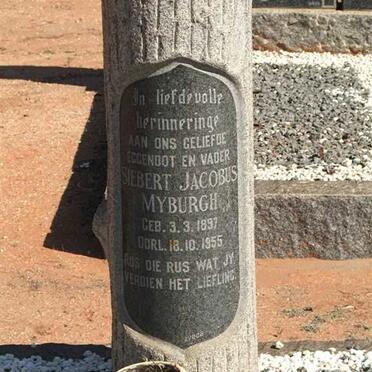 In liefdevolle
herinneringe
AAN ONS GELIEFDE
EGGENOOT EN VADER
SIEBERT JACOBUS
MYBURGH
GEB. 3.3.1897
OORL. 18.10.1955
RUS DIE RUS WAT JY
VERDIEN HET LIEFLING.